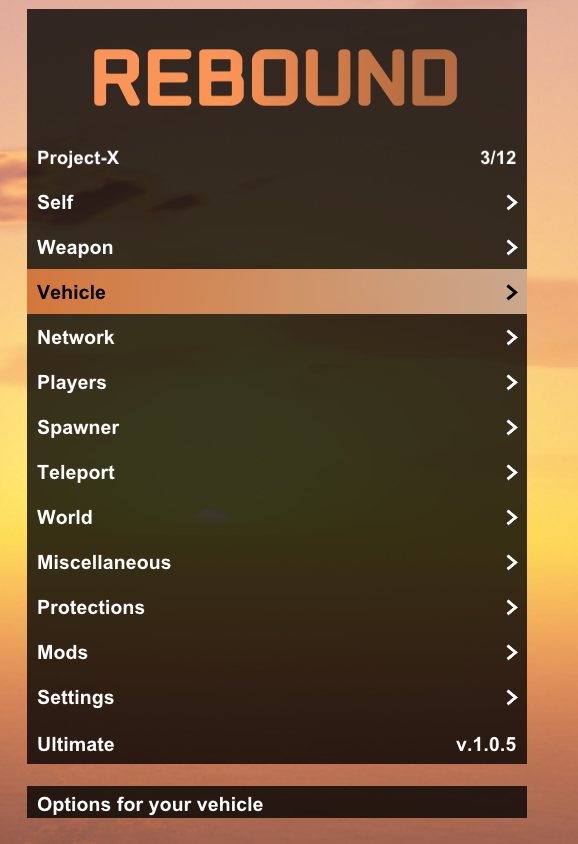 REBOUND
Project-X 3/12
Self
Weapon
Vehicle
Network
Players
Spawner
Teleport
World
Miscellaneous
Protections
Mods
Settings
Ultimate v.1.0.5
Options for your vehicle